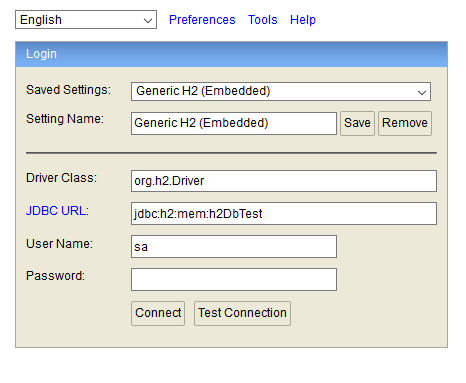 English Preferences Tools Help
Login
Saved Settings: Generic H2 (Embedded)
Setting Name: Generic H2 (Embedded) Save Remove
Driver Class: org.h2.Driver
JDBC URL: jdbc:h2:mem:h2DbTest
User Name: sa
Password:
Connect Test Connection